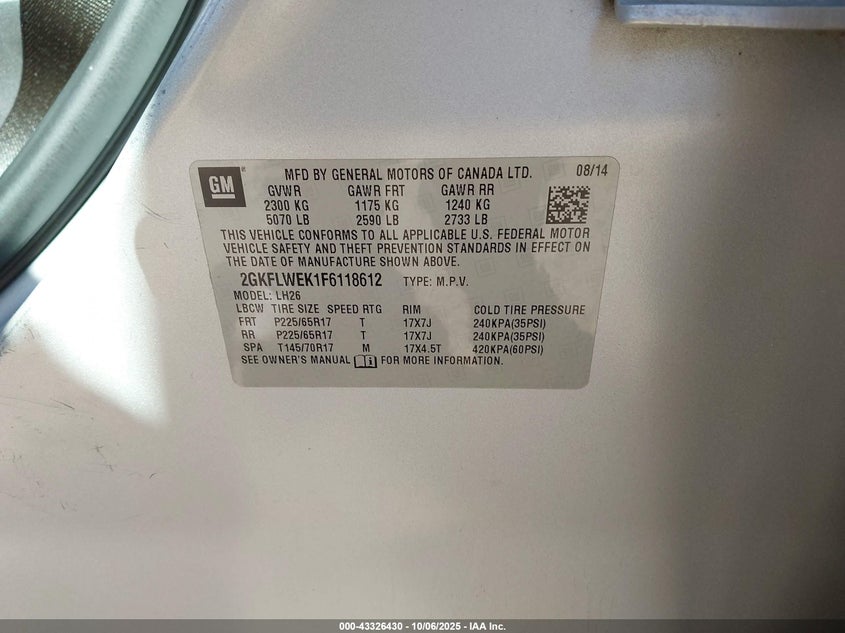 GM
MFD BY GENERAL MOTORS OF CANADA LTD. 08/14
GVWR GAWR FRT GAWR RR
2300 KG 1175 KG 1240 KG
5070 LB 2590 LB 2733 LB
THIS VEHICLE CONFORMS TO ALL APPLICABLE U.S. FEDERAL MOTOR
VEHICLE SAFETY AND THEFT PREVENTION STANDARDS IN EFFECT ON
THE DATE OF MANUFACTURE SHOWN ABOVE.
2GKFLWEK1F6118612 TYPE: M.P.V.
MODEL: LH26
LBCW TIRE SIZE SPEED RTG RIM COLD TIRE PRESSURE
FRT P225/65R17 T 17X7J 240KPA(35PSI)
RR P225/65R17 T 17X7J 240KPA(35PSI)
SPA T145/70R17 M 17X4.5T 420KPA(60PSI)
SEE OWNER'S MANUAL FOR MORE INFORMATION.
000-43326430 - 10/06/2025 - IAA Inc.